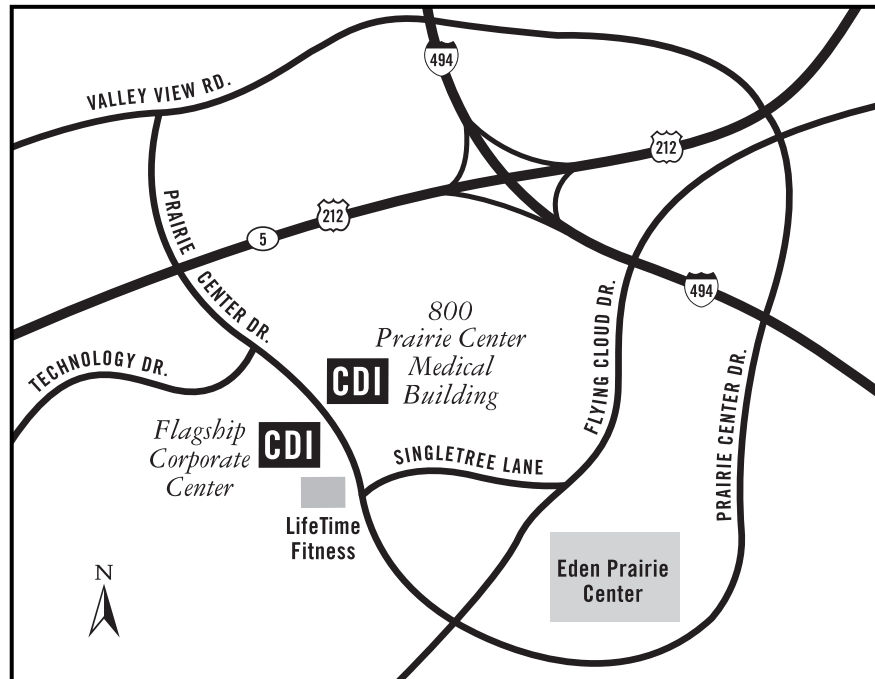 494
VALLEY VIEW RD.
212
212
5
PRAIRIE CENTER DR.
494
800
Prairie Center
Medical
Building
CDI
FLYING CLOUD DR.
TECHNOLOGY DR.
PRAIRIE CENTER DR.
Flagship
Corporate
Center
CDI
SINGLETREE LANE
LifeTime
Fitness
Eden Prairie
Center
N